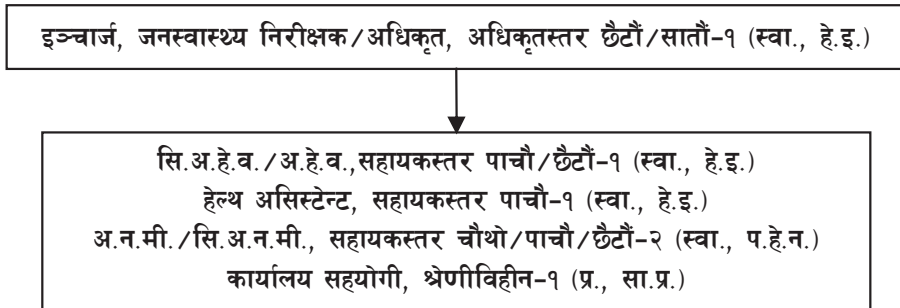 इञ्चार्ज, जनस्वास्थ्य निरीक्षक/अधिकृत, अधिकृतस्तर छैटौं/सातौं-१ (स्वा., हे.इ.)
सि.अ.हे.व./अ.हे.व.,सहायकस्तर पाचौ/छैटौं-१ (स्वा., हे.इ.)
हेल्थ असिस्टेन्ट, सहायकस्तर पाचौ-१ (स्वा., हे.इ.)
अ.न.मी./सि.अ.न.मी., सहायकस्तर चौथो/पाचौ/छैटौं-२ (स्वा., प.हे.न.)
कार्यालय सहयोगी, श्रेणीविहीन-१ (प्र., सा.प्र.)